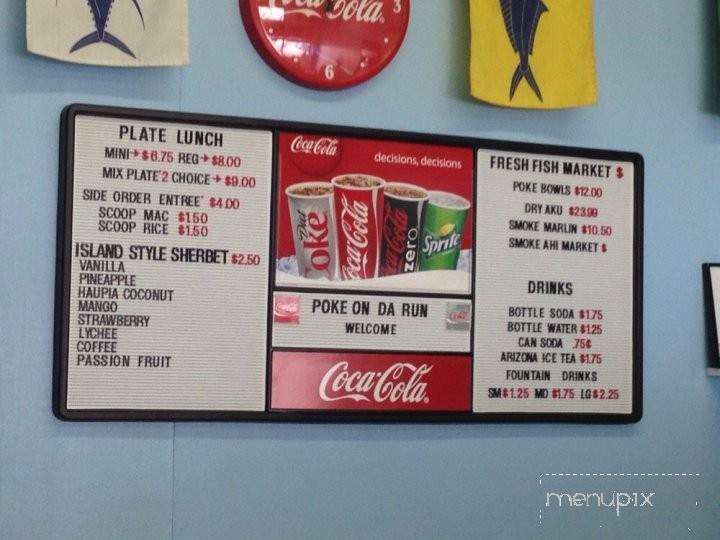 Coca-Cola
3
6
PLATE LUNCH
MINI→$6.75 REG→$8.00
MIX PLATE'2 CHOICE→$9.00
SIDE ORDER ENTREE' $4.00
SCOOP MAC $1.50
SCOOP RICE $1.50
ISLAND STYLE SHERBET $2.50
VANILLA
PINEAPPLE
HAUPIA COCONUT
MANGO
STRAWBERRY
LYCHEE
COFFEE
PASSION FRUIT
Coca-Cola
decisions, decisions
Diet Coke
Coca-Cola
Coca-Cola zero
Sprite
POKE ON DA RUN
WELCOME
Coca-Cola
FRESH FISH MARKET $
POKE BOWLS $12.00
DRY AKU $23.99
SMOKE MARLIN $10.50
SMOKE AHI MARKET $
DRINKS
BOTTLE SODA $1.75
BOTTLE WATER $1.25
CAN SODA .75¢
ARIZONA ICE TEA $1.75
FOUNTAIN DRINKS
SM $1.25 MD $1.75 LG $2.25
menupix